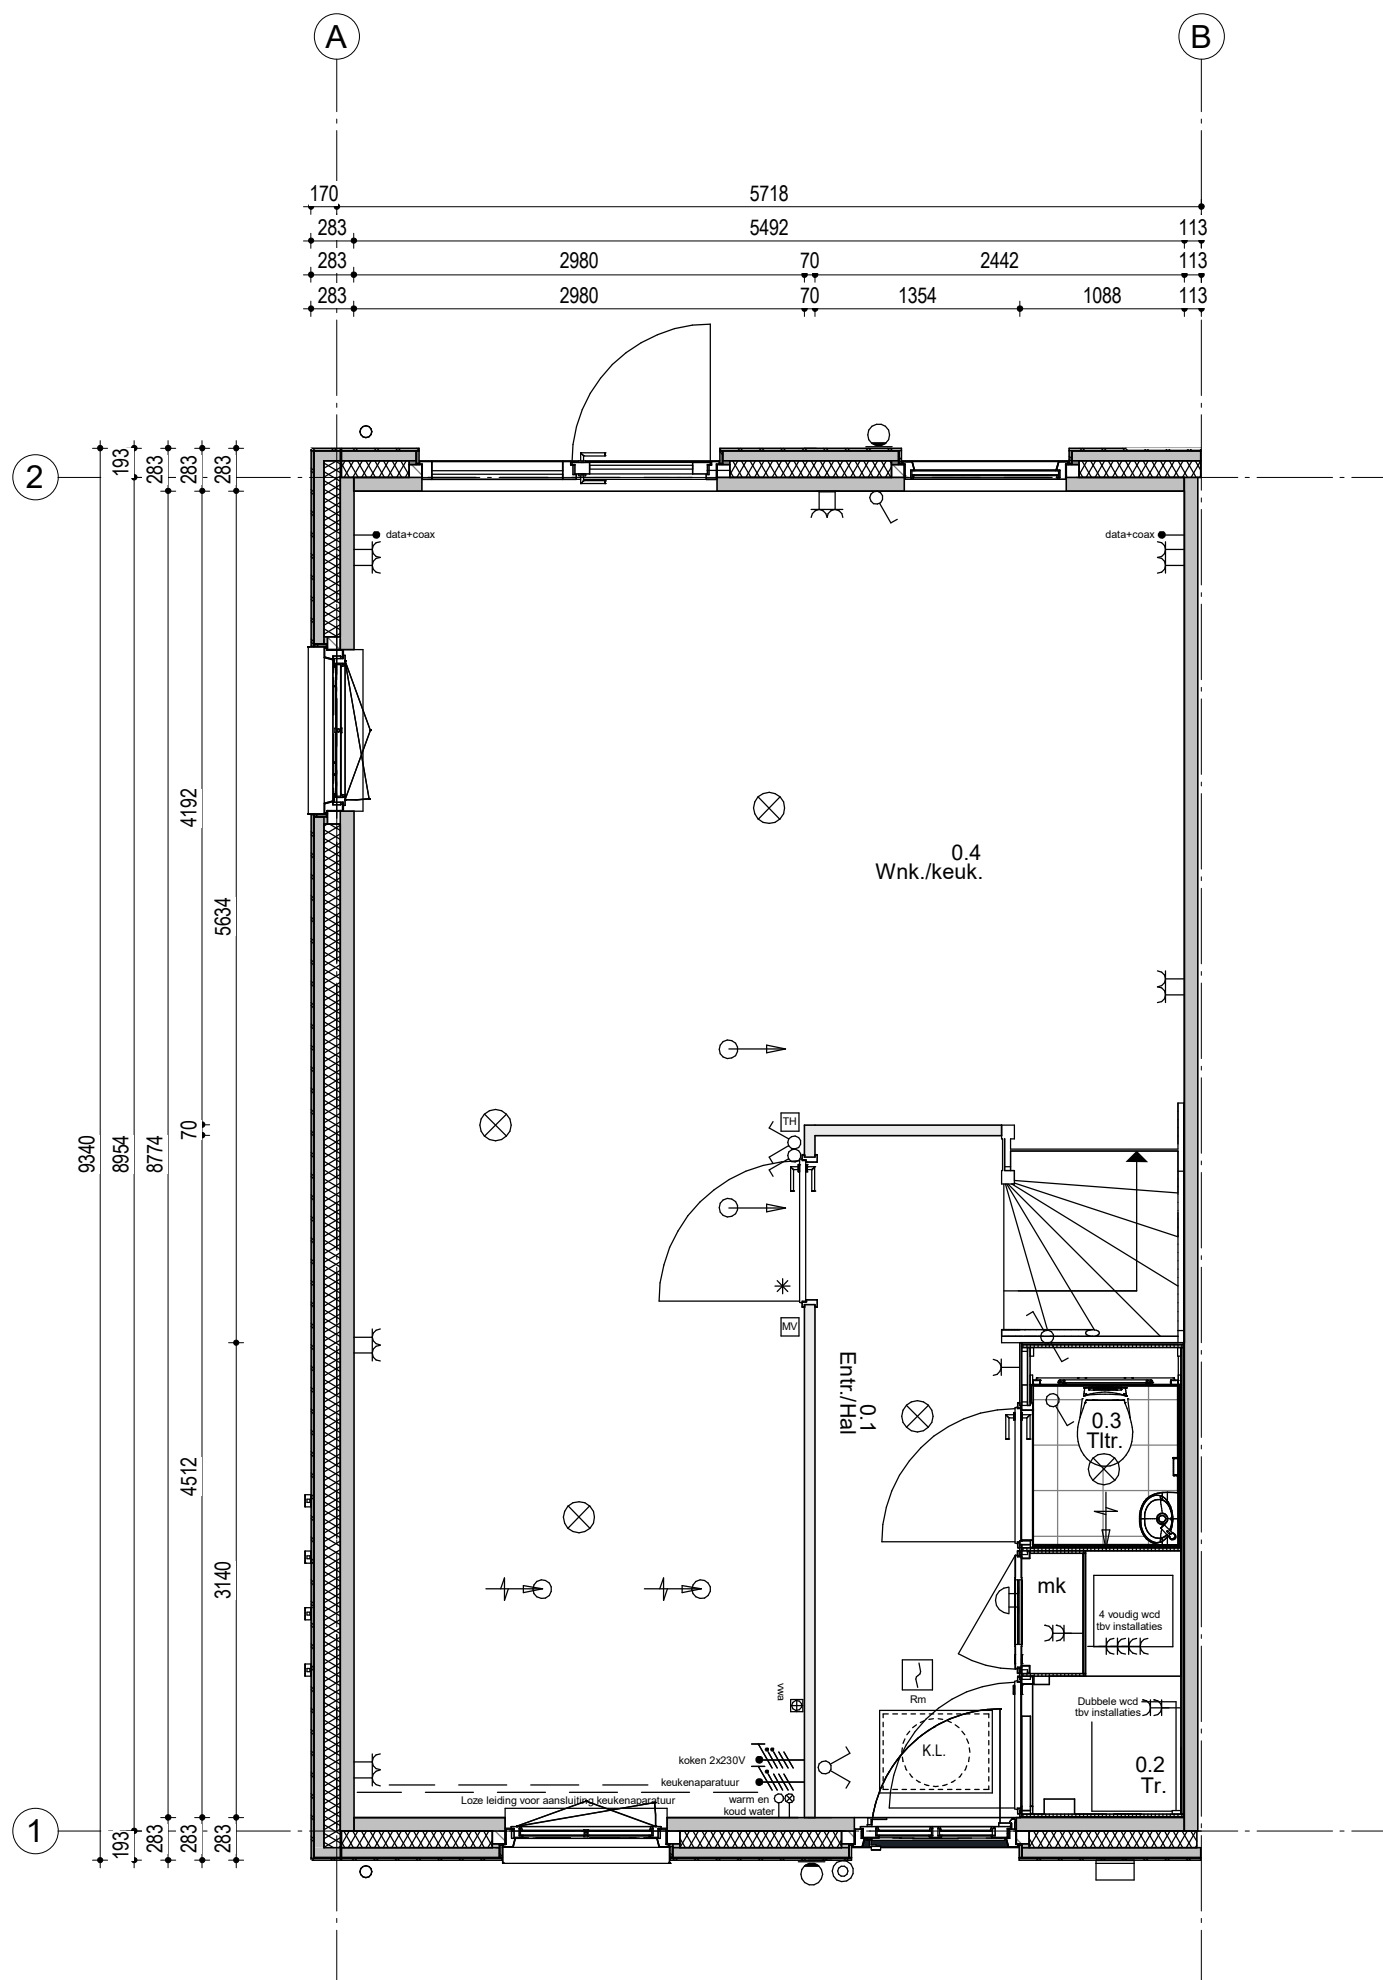 A
B
170
5718
283
5492
113
283
2980
70
2442
113
283
2980
70
1354
1088
113
2
193
283
283
283
data+coax
data+coax
4192
0.4
Wnk./keuk.
5634
9340
8954
8774
70
TH
MV
0.1
Entr./Hal
0.3
Tltr.
4512
3140
mk
4 voudig wcd
tbv installaties
Rm
Vwa
Dubbele wcd
tbv installaties
K.L.
koken 2x230V
0.2
Tr.
keukenaparatuur
Loze leiding voor aansluiting keukenaparatuur
warm en
koud water
1
193
283
283
283